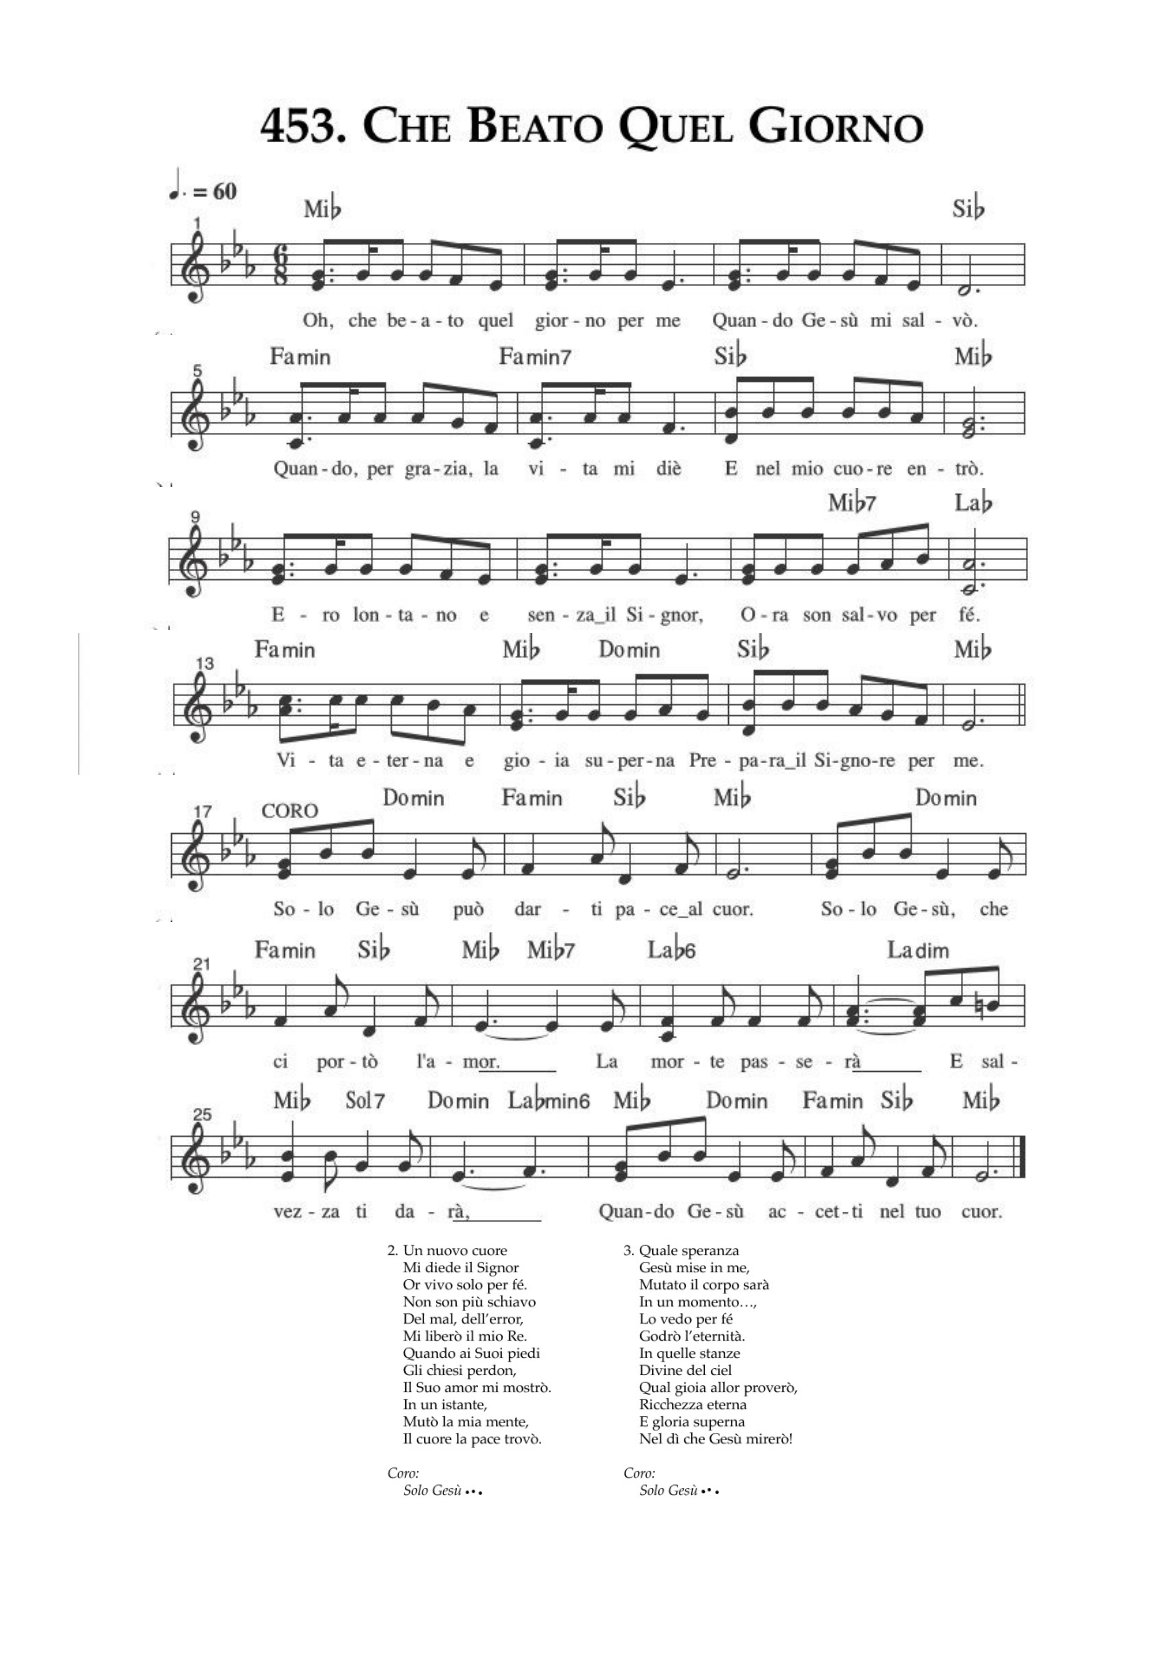 453. Che Beato Quel Giorno
♩. = 60
Mi♭ Si♭
1
6
8
Oh, che be - a - to quel gior - no per me Quan - do Ge - sù mi sal - vò.
Famin Famin7 Si♭ Mi♭
5
Quan - do, per gra - zia, la vi - ta mi diè E nel mio cuo - re en - trò.
Mi♭7 La♭
9
E - ro lon - ta - no e sen - za_il Si - gnor, O - ra son sal - vo per fé.
Famin Mi♭ Domin Si♭ Mi♭
13
Vi - ta e - ter - na e gio - ia su - per - na Pre - pa - ra_il Si - gno - re per me.
Domin Famin Si♭ Mi♭ Domin
17 CORO
So - lo Ge - sù può dar - ti pa - ce_al cuor. So - lo Ge - sù, che
Famin Si♭ Mi♭ Mi♭7 La♭6 Ladim
21
ci por - tò l'a - mor. La mor - te pas - se - rà E sal -
Mi♭ Sol7 Domin La♭min6 Mi♭ Domin Famin Si♭ Mi♭
25
vez - za ti da - rà, Quan - do Ge - sù ac - cet - ti nel tuo cuor.
2. Un nuovo cuore
Mi diede il Signor
Or vivo solo per fé.
Non son più schiavo
Del mal, dell'error,
Mi liberò il mio Re.
Quando ai Suoi piedi
Gli chiesi perdon,
Il Suo amor mi mostrò.
In un istante,
Mutò la mia mente,
Il cuore la pace trovò.
Coro:
Solo Gesù •••
3. Quale speranza
Gesù mise in me,
Mutato il corpo sarà
In un momento…,
Lo vedo per fé
Godrò l'eternità.
In quelle stanze
Divine del ciel
Qual gioia allor proverò,
Ricchezza eterna
E gloria superna
Nel dì che Gesù mirerò!
Coro:
Solo Gesù •••